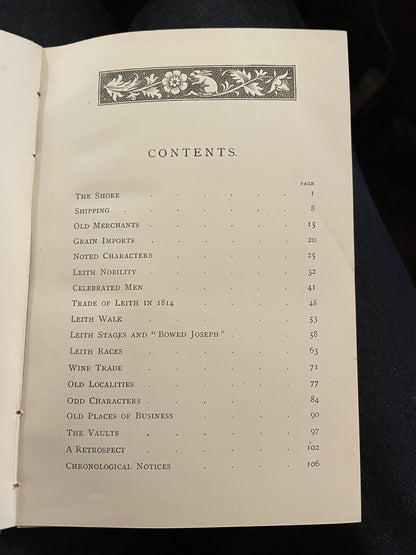 CONTENTS.
PAGE
THE SHORE . . . . . 1
SHIPPING . . . . . . 8
OLD MERCHANTS . . . . . 15
GRAIN IMPORTS . . . . . 20
NOTED CHARACTERS . . . . 25
LEITH NOBILITY . . . . . 32
CELEBRATED MEN . . . . . 41
TRADE OF LEITH IN 1814 . . . . 48
LEITH WALK . . . . . 53
LEITH STAGES AND "BOWED JOSEPH" . . 58
LEITH RACES . . . . . 63
WINE TRADE . . . . . 71
OLD LOCALITIES . . . . . 77
ODD CHARACTERS . . . . . 84
OLD PLACES OF BUSINESS . . . . 90
THE VAULTS . . . . . 97
A RETROSPECT . . . . . 102
CHRONOLOGICAL NOTICES . . . . 106